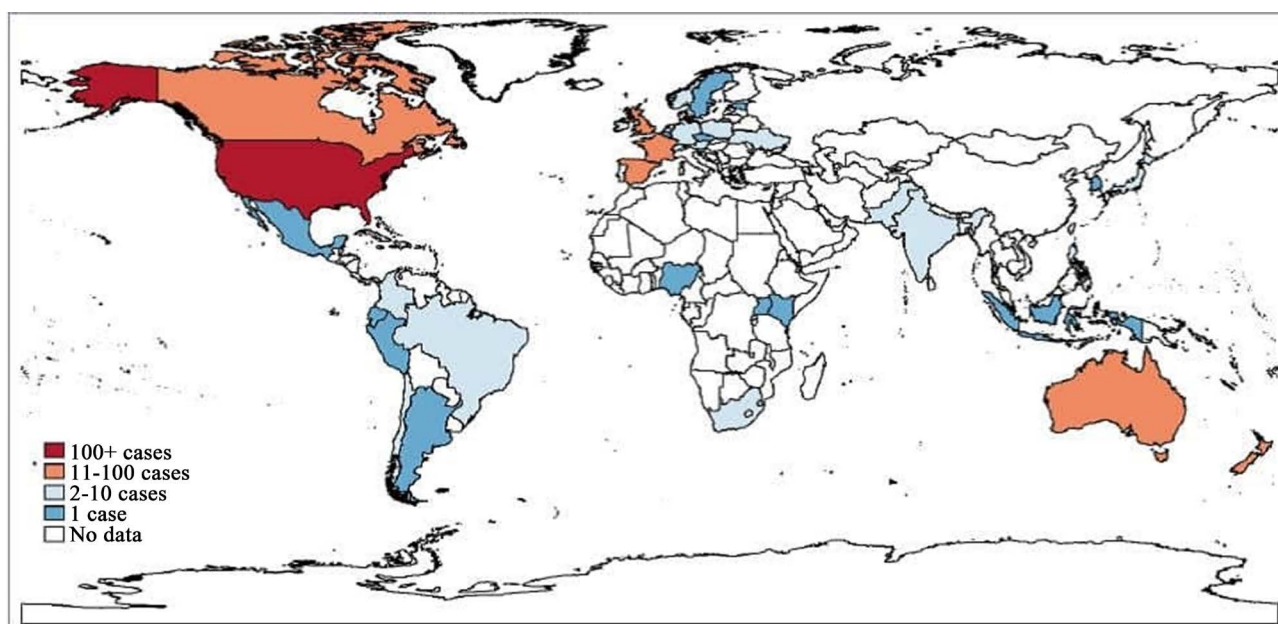 100+ cases
11-100 cases
2-10 cases
1 case
No data